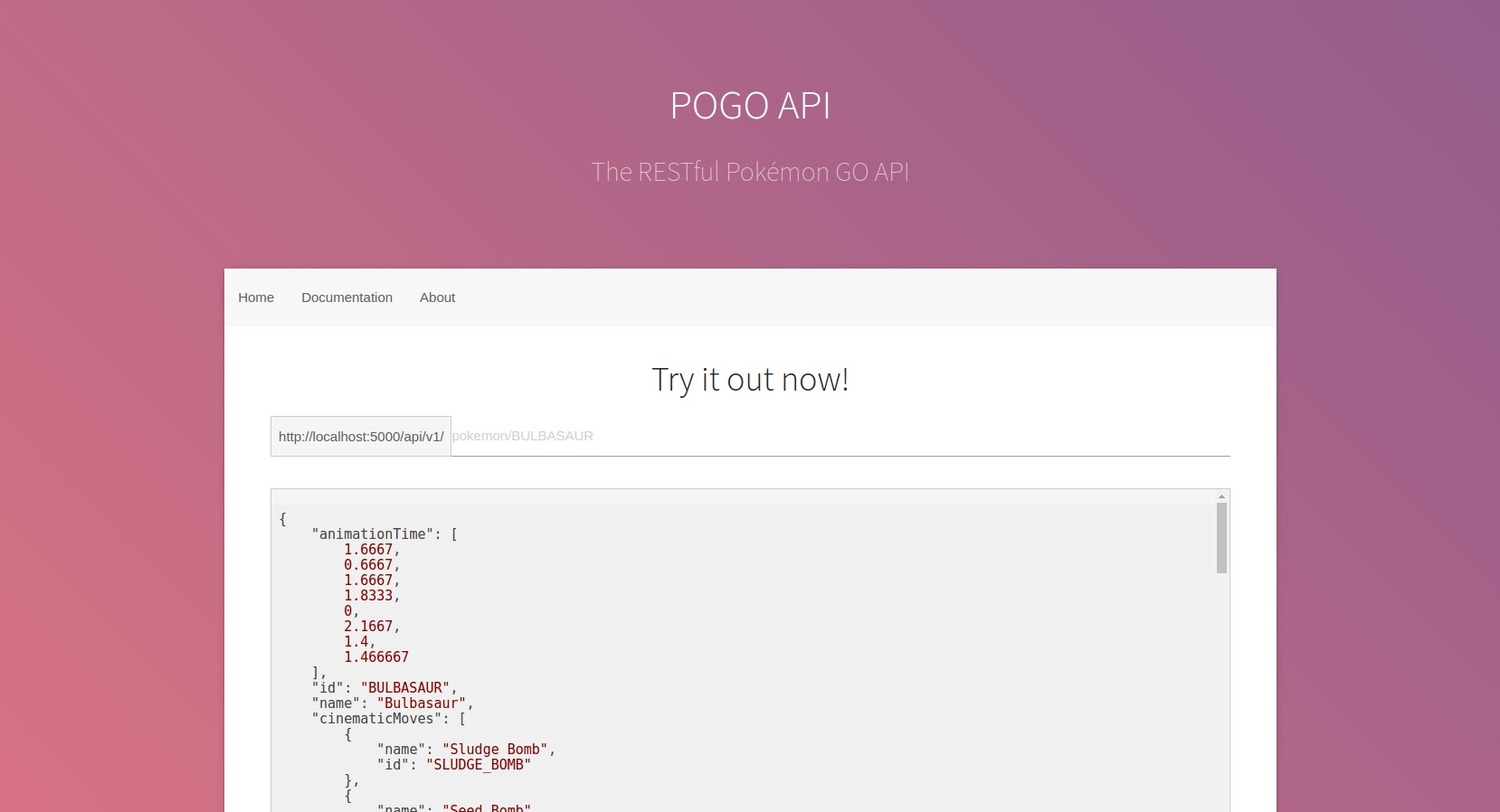 POGO API
The RESTful Pokémon GO API
Home Documentation About
Try it out now!
http://localhost:5000/api/v1/ pokemon/BULBASAUR
{
    "animationTime": [
        1.6667,
        0.6667,
        1.6667,
        1.8333,
        0,
        2.1667,
        1.4,
        1.466667
    ],
    "id": "BULBASAUR",
    "name": "Bulbasaur",
    "cinematicMoves": [
        {
            "name": "Sludge Bomb",
            "id": "SLUDGE_BOMB"
        },
        {
            "name": "Seed Bomb"